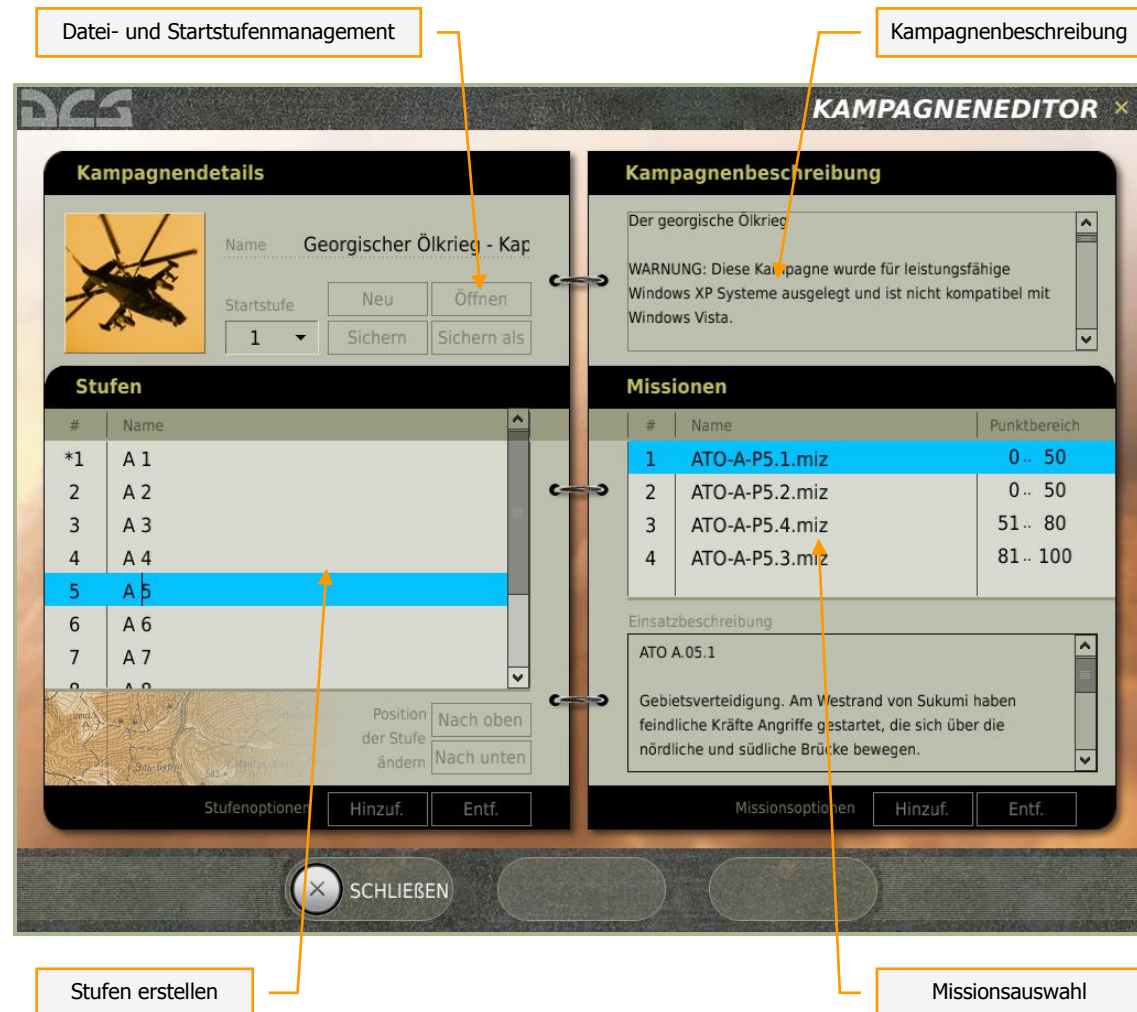 Datei- und Startstufenmanagement
Kampagnenbeschreibung
DCS
KAMPAGNENEDITOR
Kampagnendetails
Name Georgischer Ölkrieg - Kap
Startstufe
Neu Öffnen
1 Sichern Sichern als
Kampagnenbeschreibung
Der georgische Ölkrieg
WARNUNG: Diese Kampagne wurde für leistungsfähige
Windows XP Systeme ausgelegt und ist nicht kompatibel mit
Windows Vista.
Stufen
# Name
*1 A 1
2 A 2
3 A 3
4 A 4
5 A 5
6 A 6
7 A 7
8 A 8
Position
der Stufe
ändern
Nach oben
Nach unten
Stufenoptionen Hinzuf. Entf.
Missionen
# Name Punktbereich
1 ATO-A-P5.1.miz 0.. 50
2 ATO-A-P5.2.miz 0.. 50
3 ATO-A-P5.4.miz 51.. 80
4 ATO-A-P5.3.miz 81.. 100
Einsatzbeschreibung
ATO A.05.1
Gebietsverteidigung. Am Westrand von Sukumi haben
feindliche Kräfte Angriffe gestartet, die sich über die
nördliche und südliche Brücke bewegen.
Missionsoptionen Hinzuf. Entf.
SCHLIEßEN
Stufen erstellen
Missionsauswahl